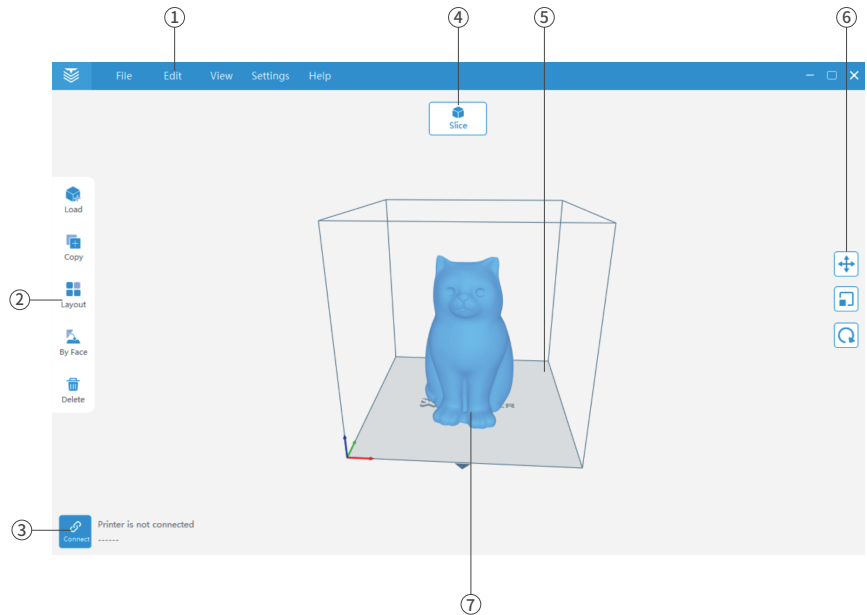 ① ④ ⑤ ⑥
File Edit View Settings Help
Slice
Load
Copy
② Layout
By Face
Delete
③ Connect
Printer is not connected
------
⑦